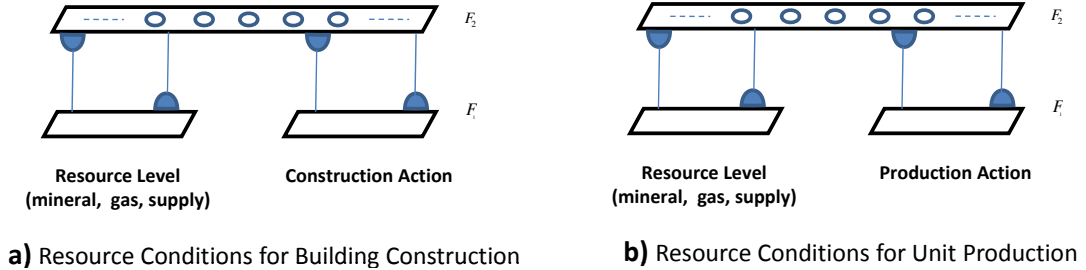 F₂
F₁
Resource Level
(mineral, gas, supply)
Construction Action
a) Resource Conditions for Building Construction
F₂
F₁
Resource Level
(mineral, gas, supply)
Production Action
b) Resource Conditions for Unit Production